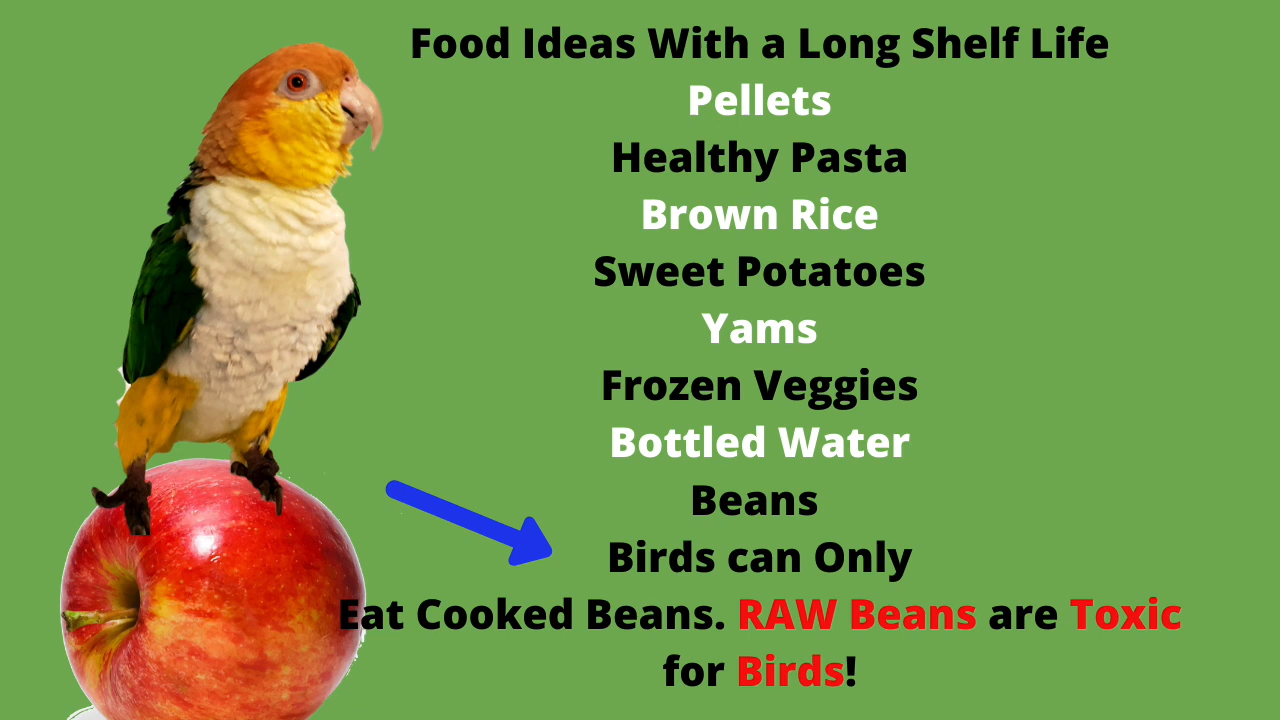 Food Ideas With a Long Shelf Life
Pellets
Healthy Pasta
Brown Rice
Sweet Potatoes
Yams
Frozen Veggies
Bottled Water
Beans
Birds can Only
Eat Cooked Beans. RAW Beans are Toxic
for Birds!